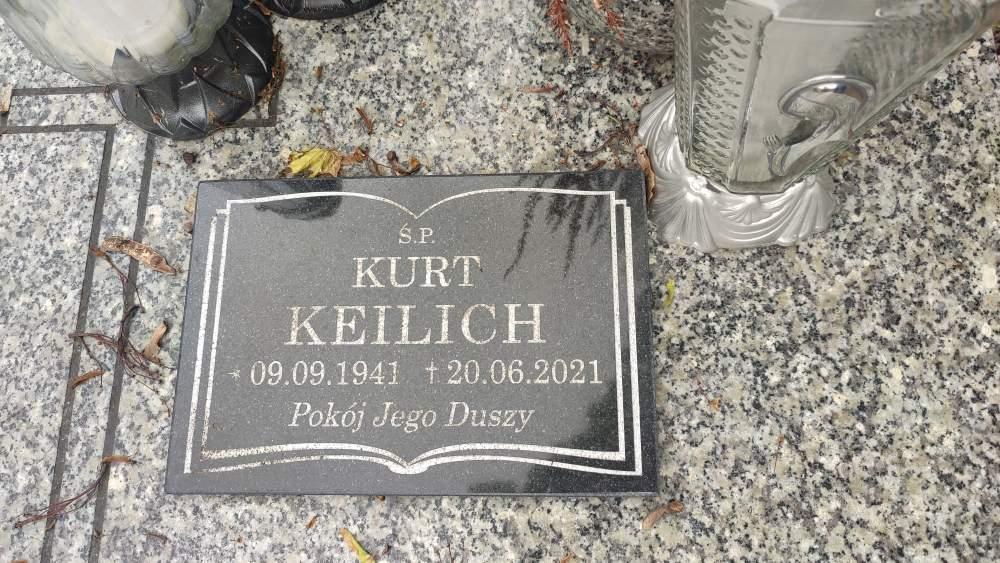 Ś.P.
KURT
KEILICH
* 09.09.1941 † 20.06.2021
Pokój Jego Duszy